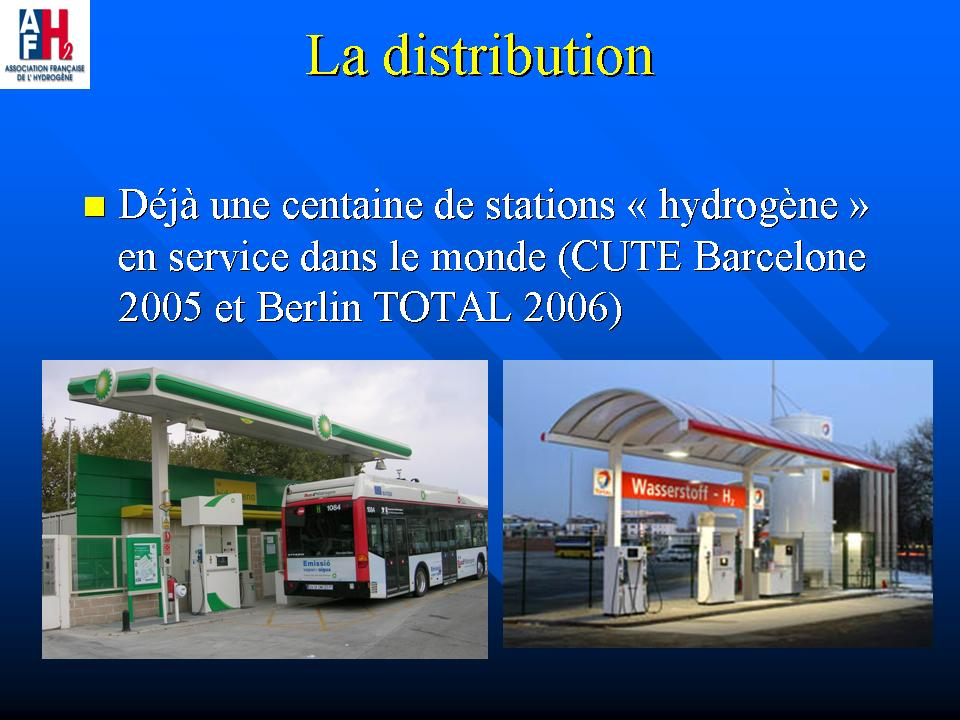 AFH2
ASSOCIATION FRANÇAISE
DE L'HYDROGÈNE
La distribution
Déjà une centaine de stations « hydrogène »
en service dans le monde (CUTE Barcelone
2005 et Berlin TOTAL 2006)
H 1084
1084
Emissió
Wasserstoff - H2